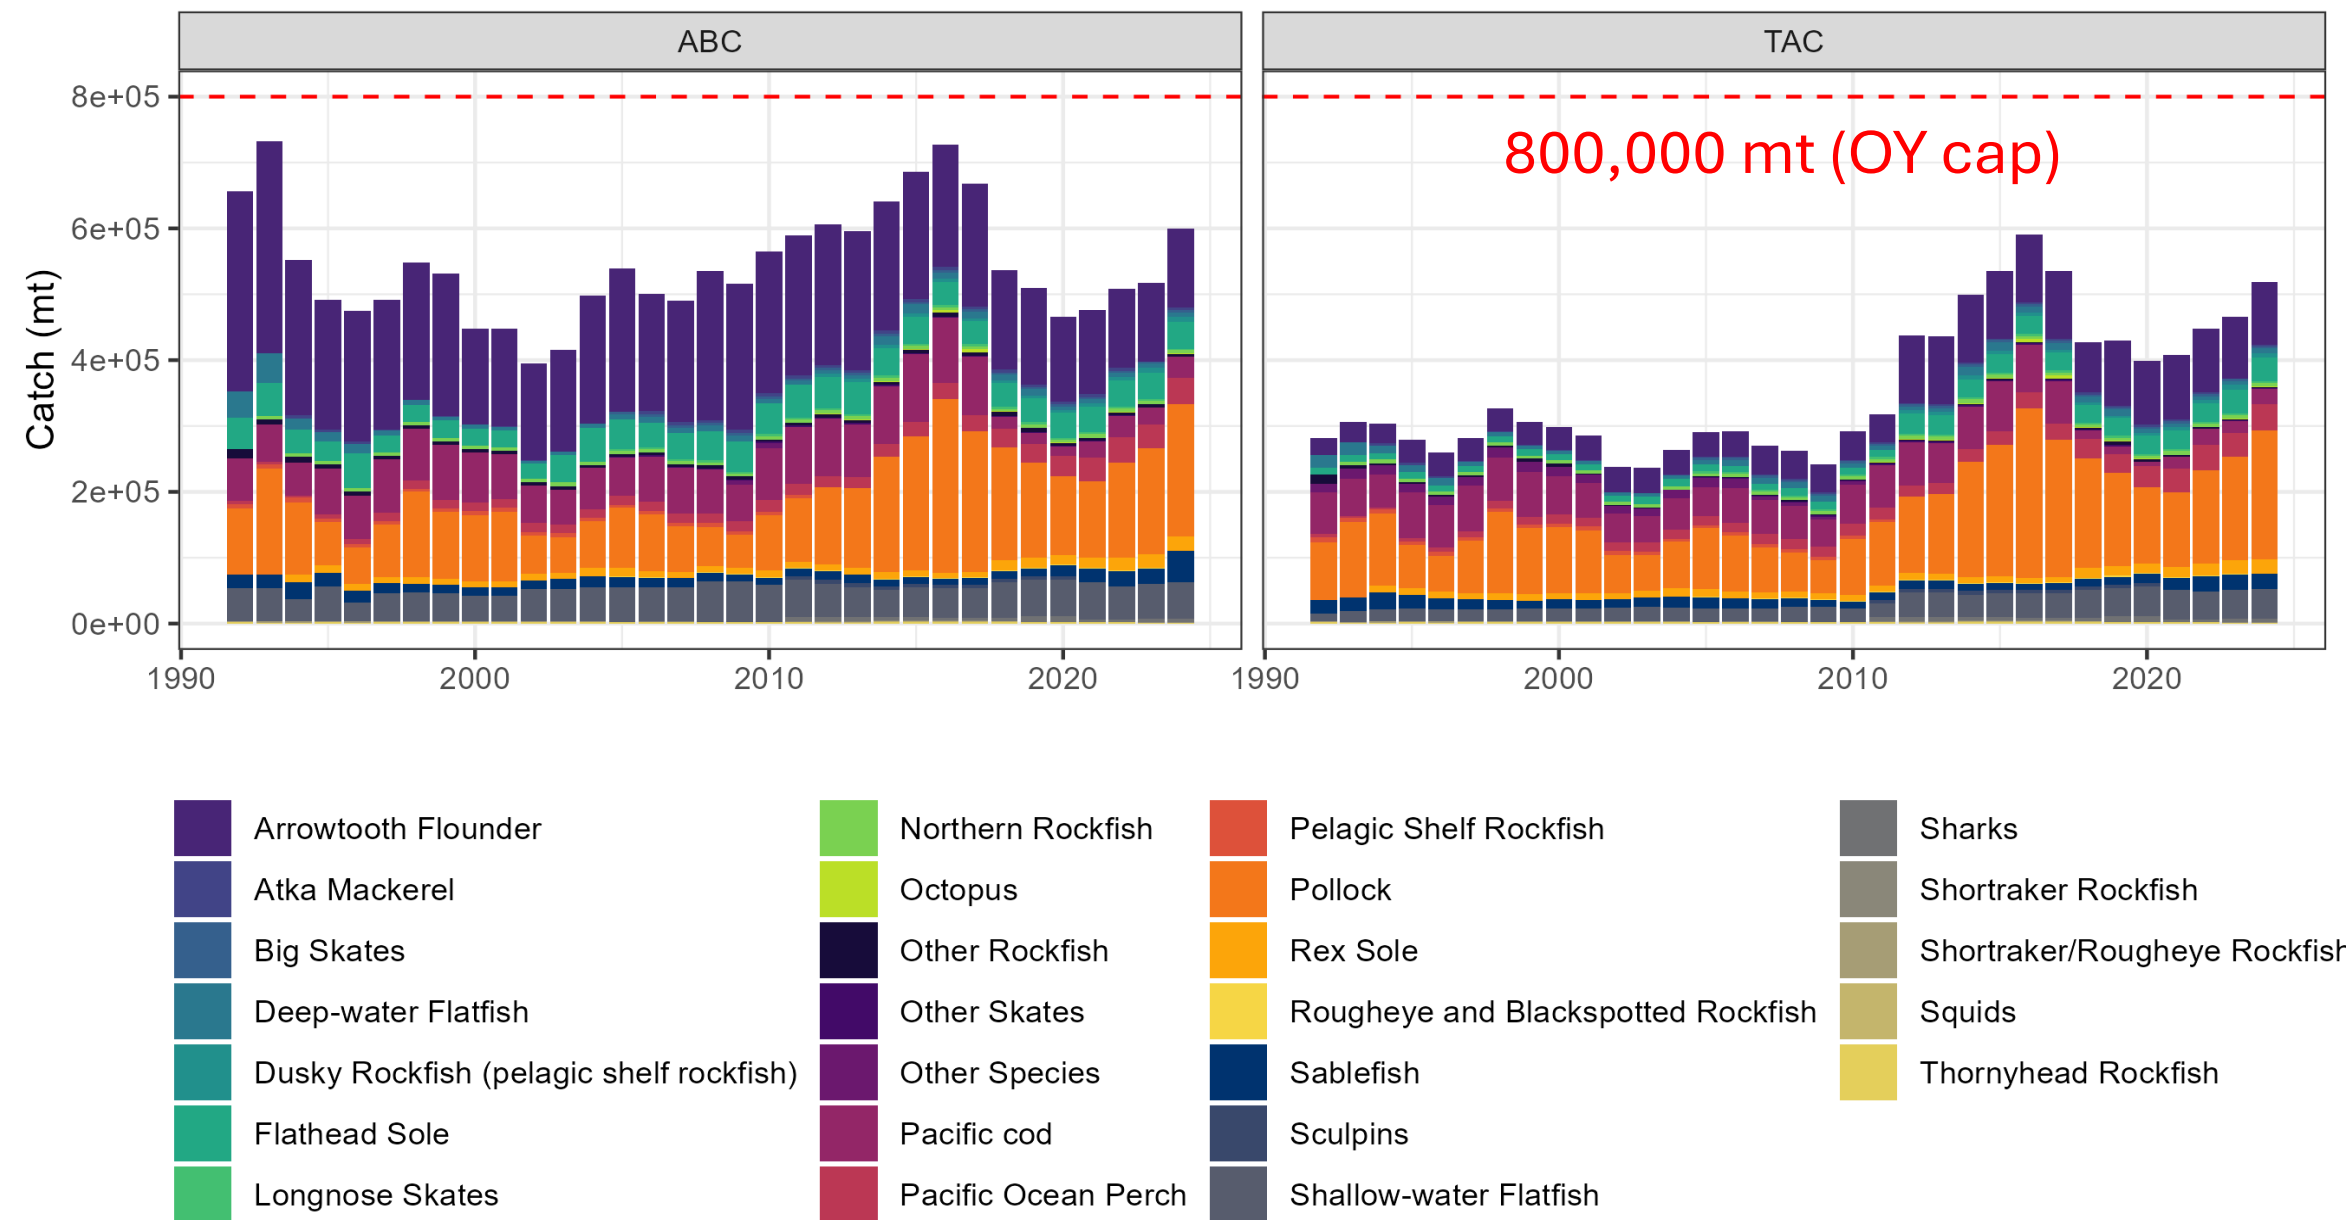 ABC
TAC
Catch (mt)
8e+05
6e+05
4e+05
2e+05
0e+00
800,000 mt (OY cap)
1990
2000
2010
2020
1990
2000
2010
2020
Arrowtooth Flounder
Atka Mackerel
Big Skates
Deep-water Flatfish
Dusky Rockfish (pelagic shelf rockfish)
Flathead Sole
Longnose Skates
Northern Rockfish
Octopus
Other Rockfish
Other Skates
Other Species
Pacific cod
Pacific Ocean Perch
Pelagic Shelf Rockfish
Pollock
Rex Sole
Rougheye and Blackspotted Rockfish
Sablefish
Sculpins
Shallow-water Flatfish
Sharks
Shortraker Rockfish
Shortraker/Rougheye Rockfish
Squids
Thornyhead Rockfish